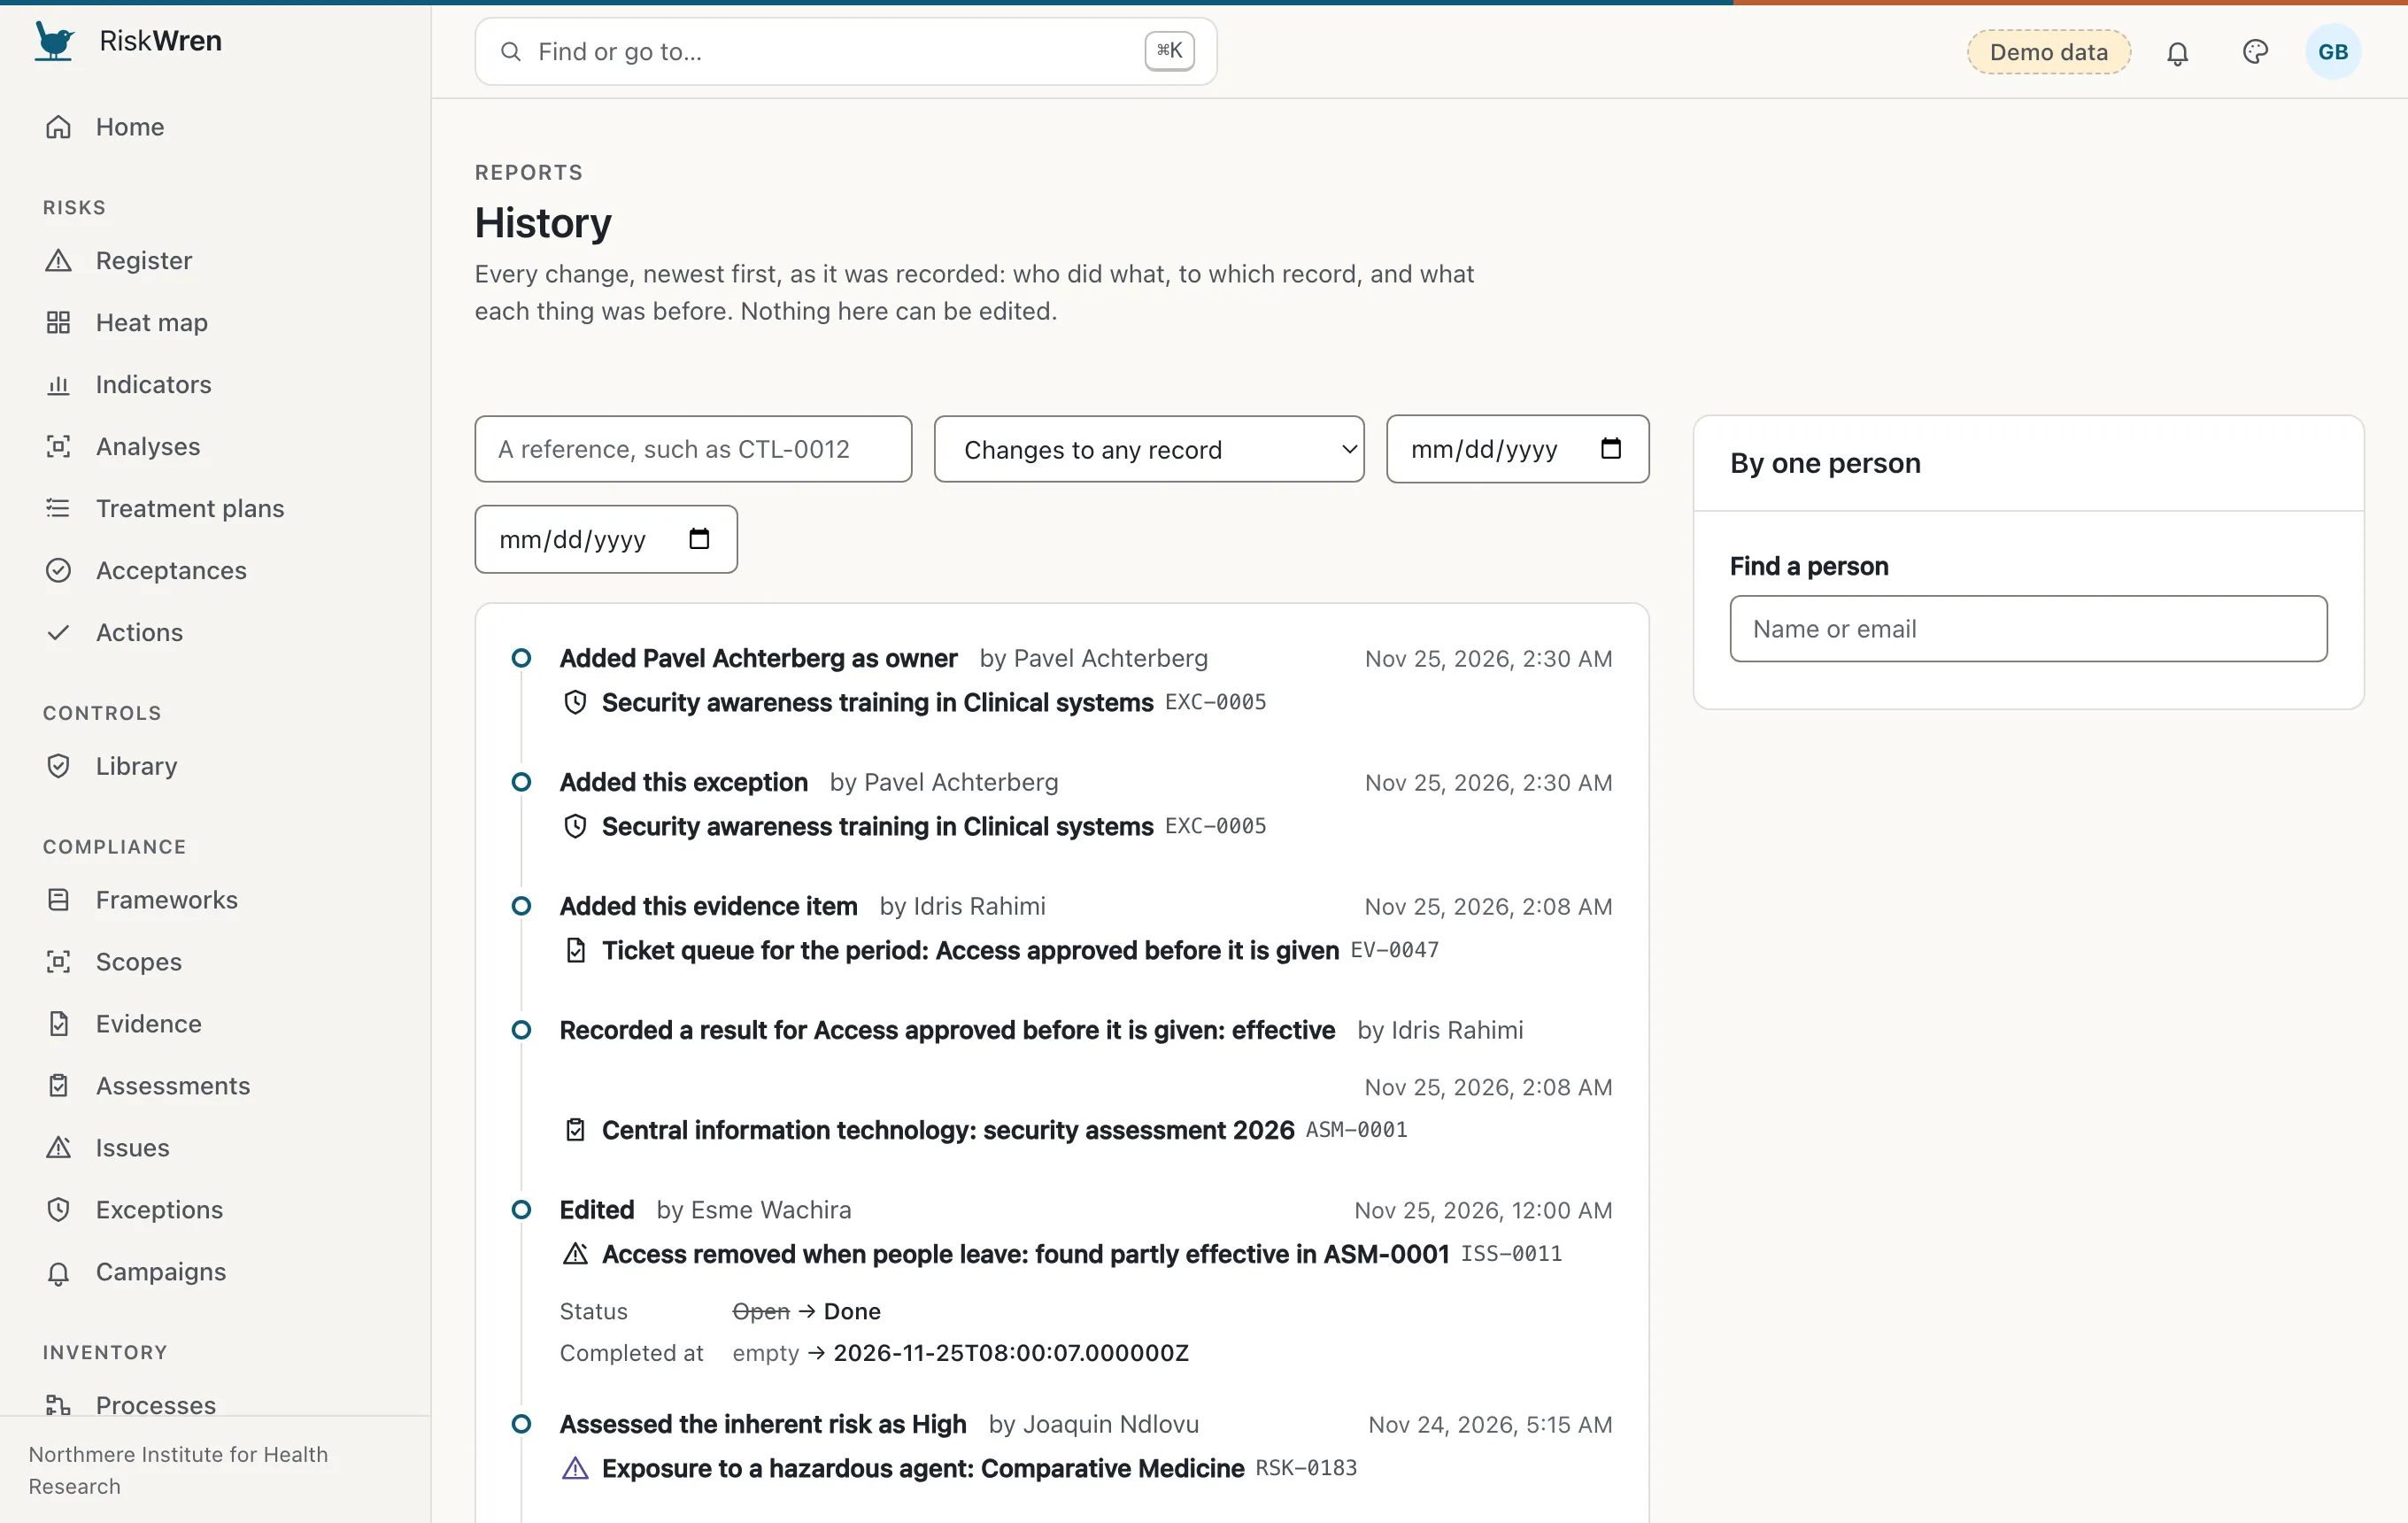 RiskWren
Find or go to...
⌘K
Demo data
GB
Home
RISKS
Register
Heat map
Indicators
Analyses
Treatment plans
Acceptances
Actions
CONTROLS
Library
COMPLIANCE
Frameworks
Scopes
Evidence
Assessments
Issues
Exceptions
Campaigns
INVENTORY
Processes
Northmere Institute for Health
Research
REPORTS
History
Every change, newest first, as it was recorded: who did what, to which record, and what
each thing was before. Nothing here can be edited.
A reference, such as CTL-0012
Changes to any record
mm/dd/yyyy
mm/dd/yyyy
Added Pavel Achterberg as owner by Pavel Achterberg Nov 25, 2026, 2:30 AM
Security awareness training in Clinical systems EXC-0005
Added this exception by Pavel Achterberg Nov 25, 2026, 2:30 AM
Security awareness training in Clinical systems EXC-0005
Added this evidence item by Idris Rahimi Nov 25, 2026, 2:08 AM
Ticket queue for the period: Access approved before it is given EV-0047
Recorded a result for Access approved before it is given: effective by Idris Rahimi
Nov 25, 2026, 2:08 AM
Central information technology: security assessment 2026 ASM-0001
Edited by Esme Wachira Nov 25, 2026, 12:00 AM
Access removed when people leave: found partly effective in ASM-0001 ISS-0011
Status Open → Done
Completed at empty → 2026-11-25T08:00:07.000000Z
Assessed the inherent risk as High by Joaquin Ndlovu Nov 24, 2026, 5:15 AM
Exposure to a hazardous agent: Comparative Medicine RSK-0183
By one person
Find a person
Name or email